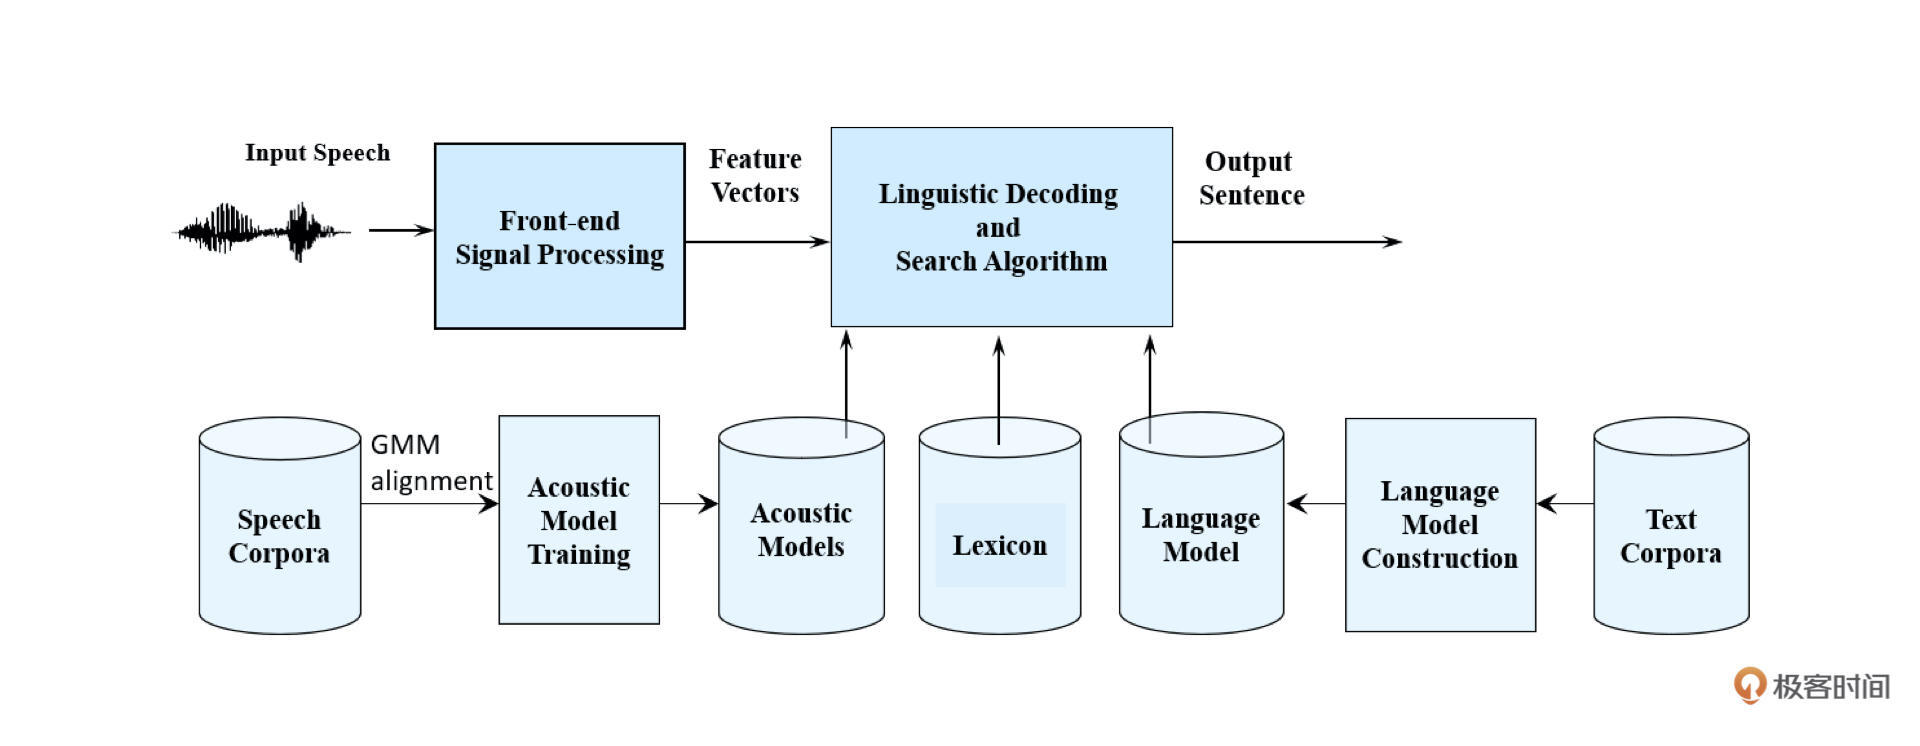 Input Speech
Front-end
Signal Processing
Feature
Vectors
Linguistic Decoding
and
Search Algorithm
Output
Sentence
Speech
Corpora
GMM
alignment
Acoustic
Model
Training
Acoustic
Models
Lexicon
Language
Model
Language
Model
Construction
Text
Corpora
极客时间